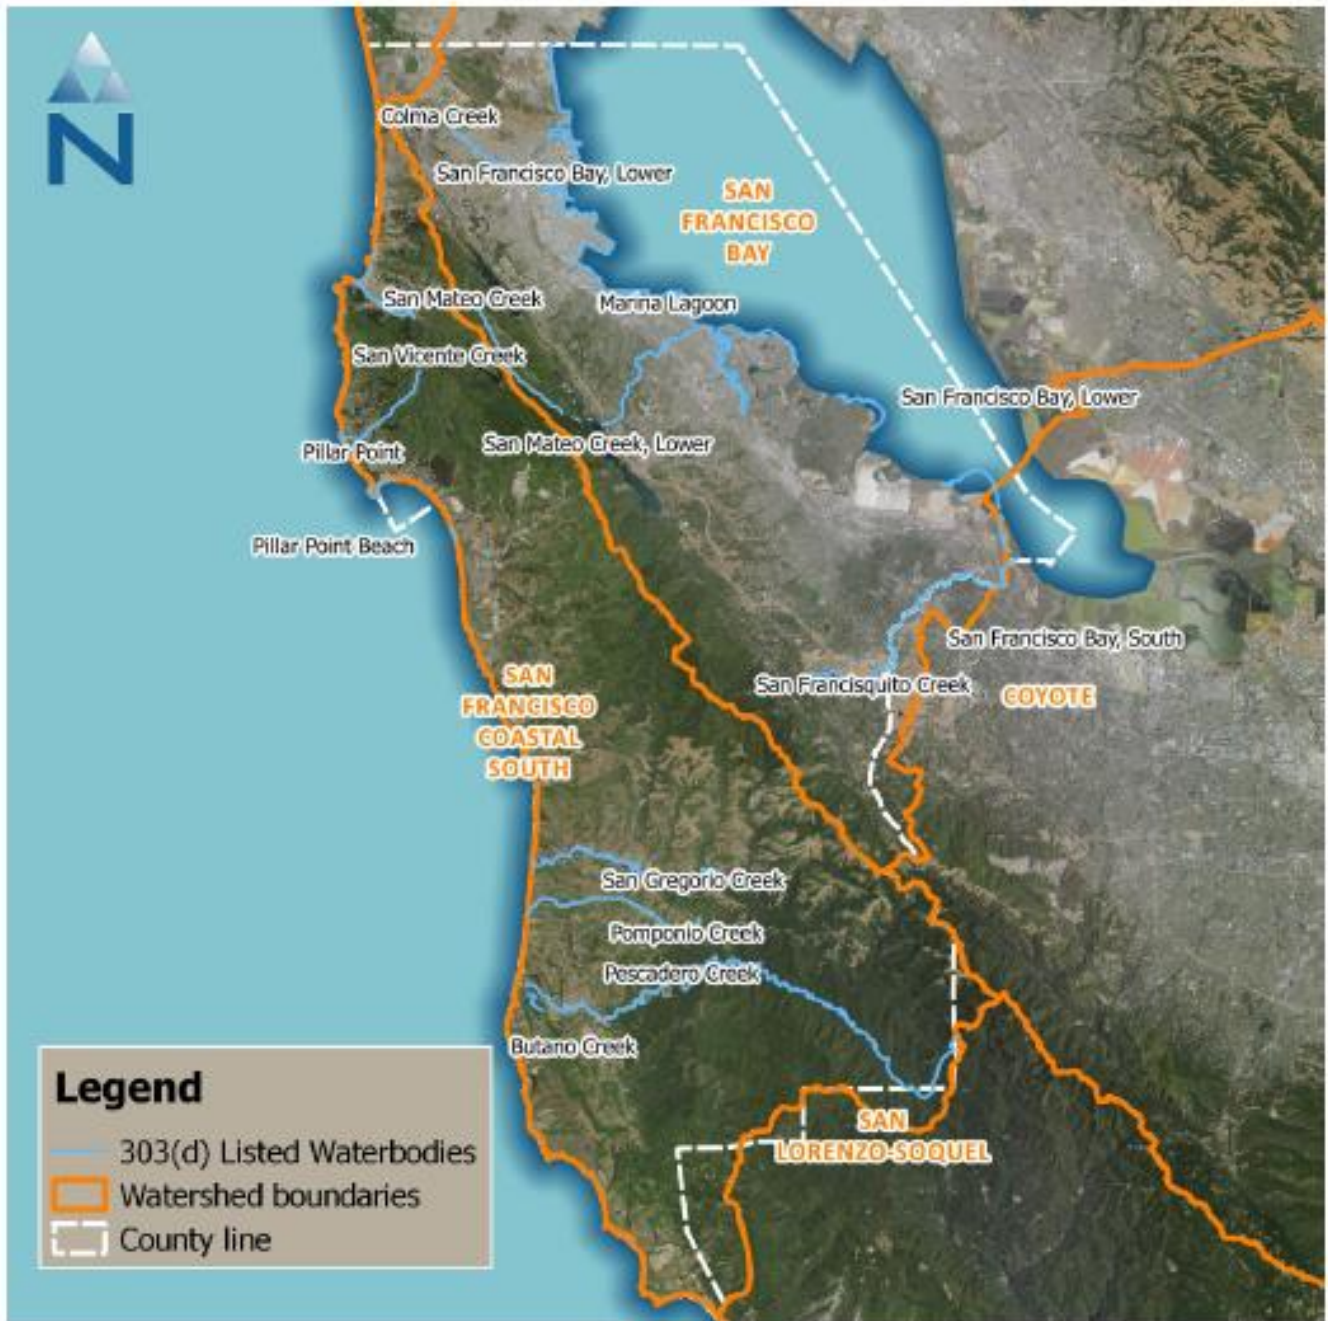 N
Colma Creek
San Francisco Bay, Lower
SAN
FRANCISCO
BAY
San Mateo Creek
Marina Lagoon
San Vicente Creek
San Francisco Bay, Lower
San Mateo Creek, Lower
Pillar Point
Pillar Point Beach
San Francisco Bay, South
San Francisquito Creek
COYOTE
SAN
FRANCISCO
COASTAL
SOUTH
San Gregorio Creek
Pomponio Creek
Pescadero Creek
Butano Creek
SAN
LORENZO-SOQUEL
Legend
303(d) Listed Waterbodies
Watershed boundaries
County line